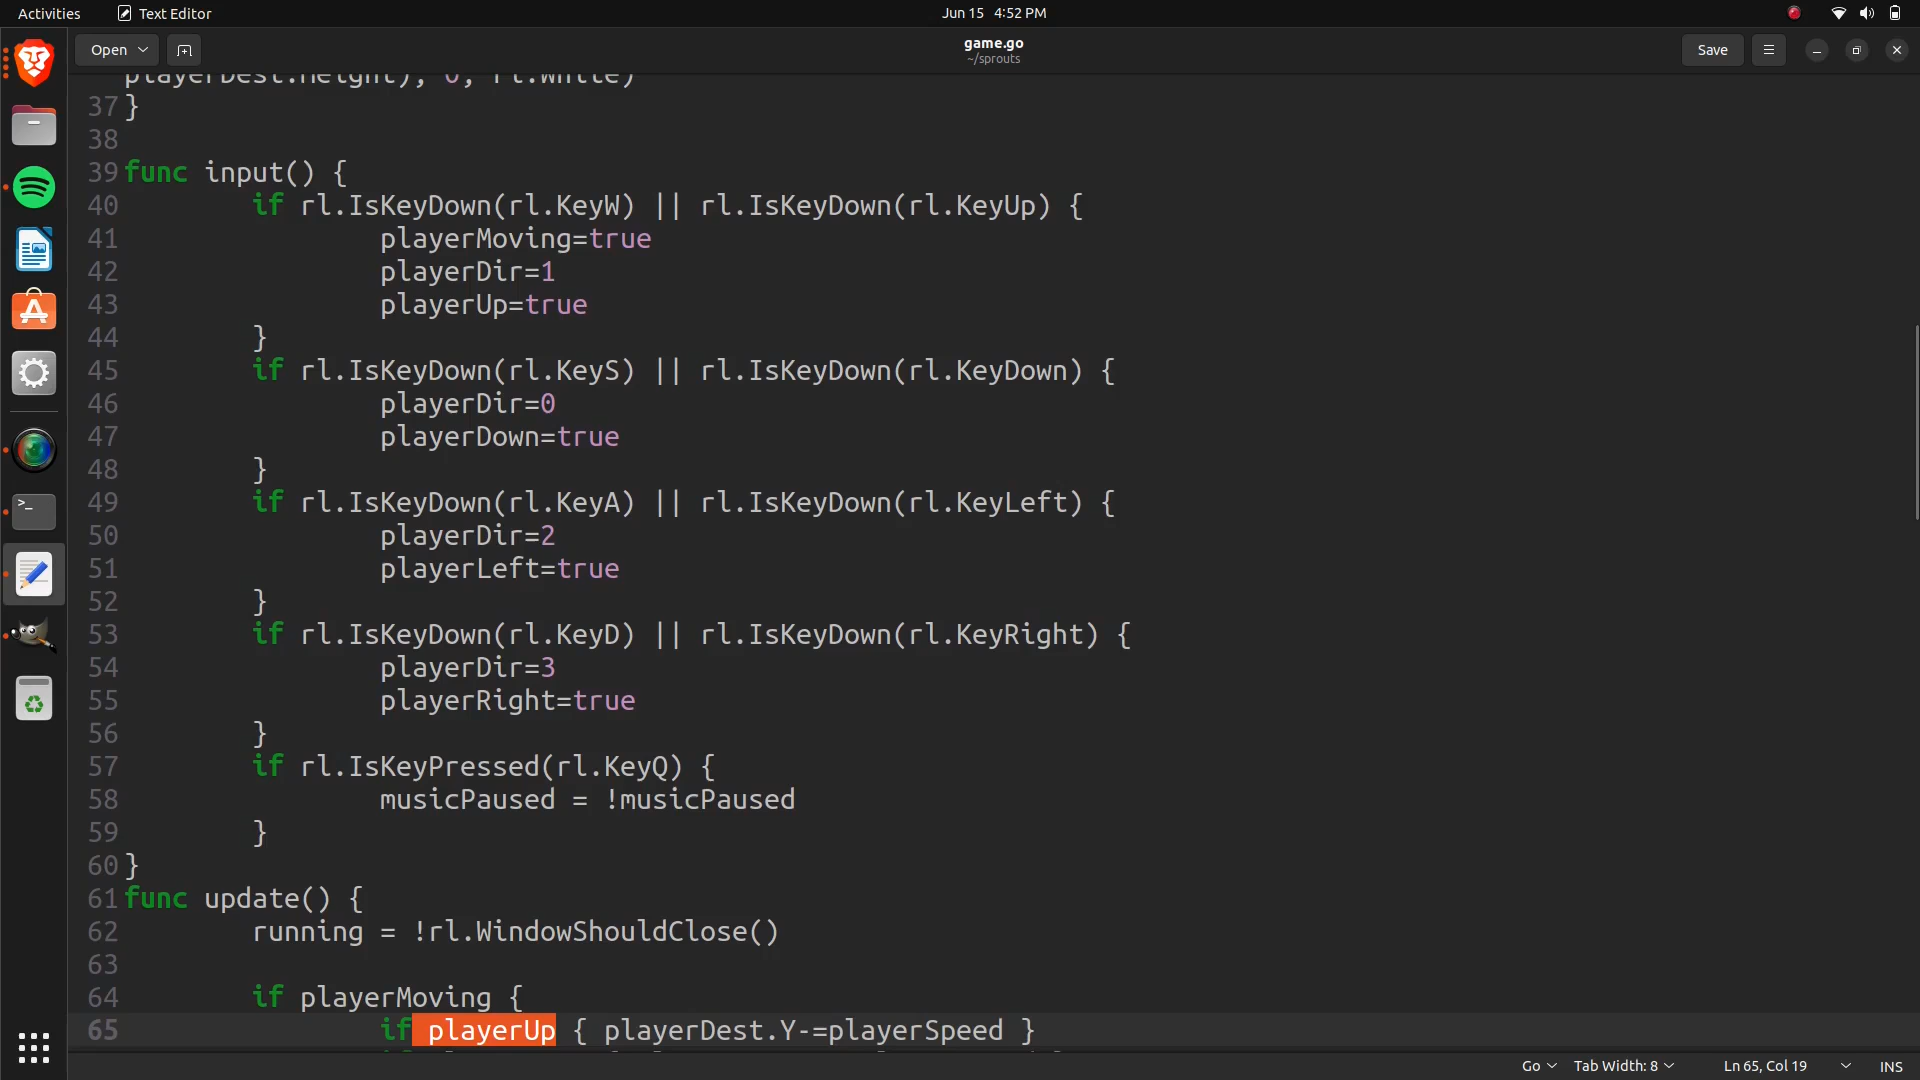 Activities
Text Editor
Jun 15 4:52 PM
Open
game.go
~/sprouts
Save
playerDest.Height), 0, rl.White)
37 }
38
39 func input() {
40 if rl.IsKeyDown(rl.KeyW) || rl.IsKeyDown(rl.KeyUp) {
41 playerMoving=true
42 playerDir=1
43 playerUp=true
44 }
45 if rl.IsKeyDown(rl.KeyS) || rl.IsKeyDown(rl.KeyDown) {
46 playerDir=0
47 playerDown=true
48 }
49 if rl.IsKeyDown(rl.KeyA) || rl.IsKeyDown(rl.KeyLeft) {
50 playerDir=2
51 playerLeft=true
52 }
53 if rl.IsKeyDown(rl.KeyD) || rl.IsKeyDown(rl.KeyRight) {
54 playerDir=3
55 playerRight=true
56 }
57 if rl.IsKeyPressed(rl.KeyQ) {
58 musicPaused = !musicPaused
59 }
60 }
61 func update() {
62 running = !rl.WindowShouldClose()
63
64 if playerMoving {
65 if playerUp { playerDest.Y-=playerSpeed }
Go
Tab Width: 8
Ln 65, Col 19
INS